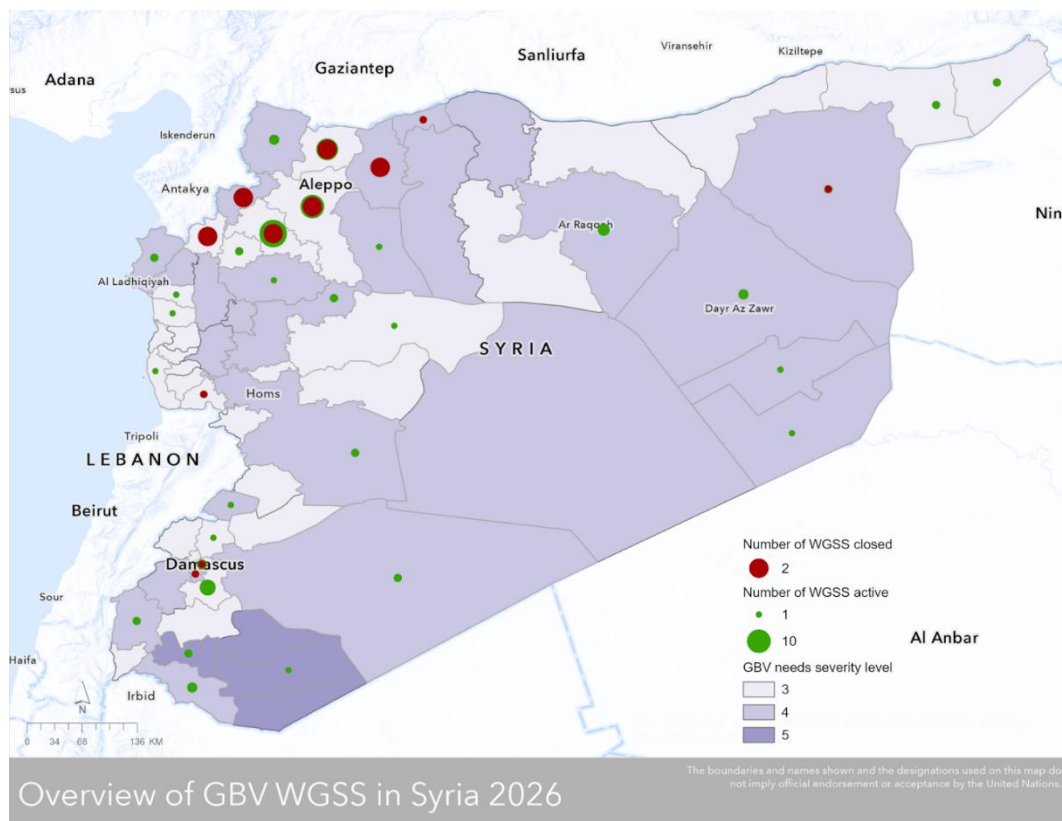 Viransehir
Kiziltepe
Sanliurfa
Gaziantep
Adana
sus
Iskenderun
Antakya
Aleppo
Nin
Ar Raqqah
Al Ladhiqiyah
Dayr Az Zawr
SYRIA
Homs
Tripoli
LEBANON
Beirut
Damascus
Sour
Haifa
Irbid
Al Anbar
Number of WGSS closed
2
Number of WGSS active
1
10
GBV needs severity level
3
4
5
N
0 34 68 136 KM
The boundaries and names shown and the designations used on this map do
not imply official endorsement or acceptance by the United Nations.
Overview of GBV WGSS in Syria 2026